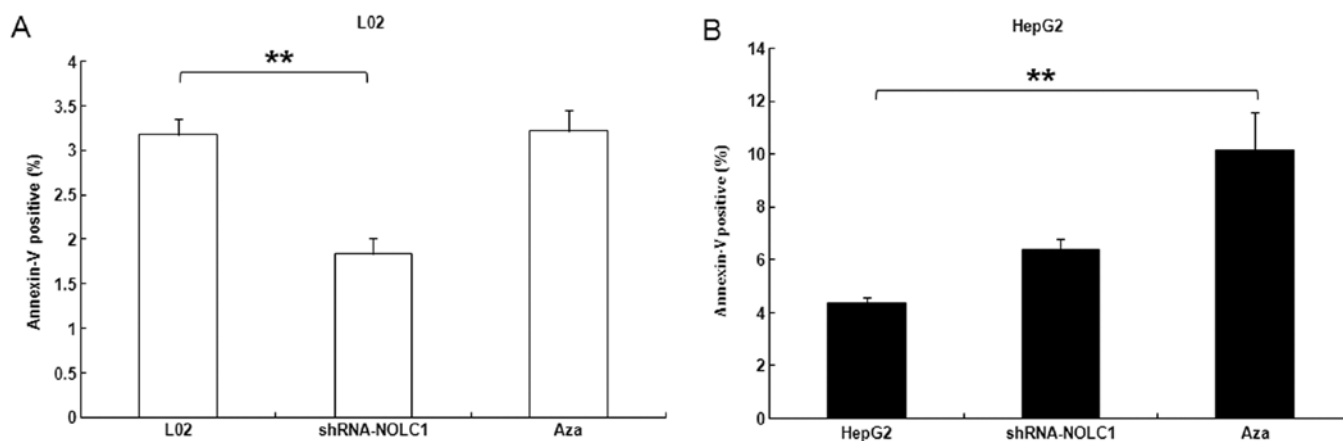 A
L02
**
Annexin-V positive (%)
4
3.5
3
2.5
2
1.5
1
0.5
0
L02 shRNA-NOLC1 Aza
B
HepG2
**
Annexin-V positive (%)
14
12
10
8
6
4
2
0
HepG2 shRNA-NOLC1 Aza